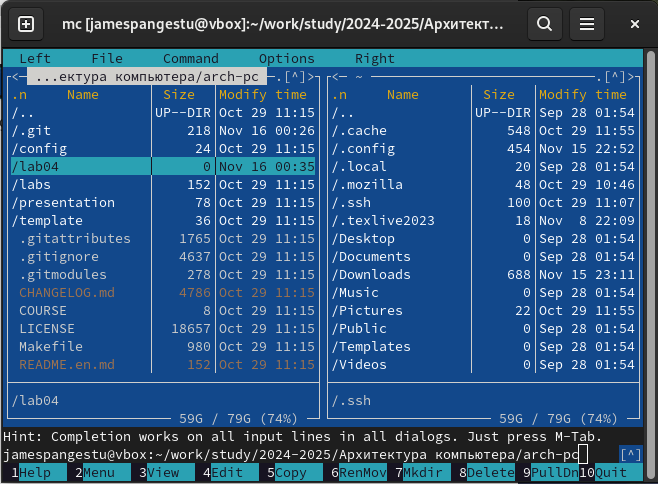 mc [jamespangestu@vbox]:~/work/study/2024-2025/Архитект...
Left File Command Options Right
<— ...ектура компьютера/arch-pc —.[^]>
.n Name Size Modify time
/.. UP--DIR Oct 29 11:15
/.git 218 Nov 16 00:26
/config 24 Oct 29 11:15
/lab04 0 Nov 16 00:35
/labs 152 Oct 29 11:15
/presentation 78 Oct 29 11:15
/template 36 Oct 29 11:15
.gitattributes 1765 Oct 29 11:15
.gitignore 4637 Oct 29 11:15
.gitmodules 278 Oct 29 11:15
CHANGELOG.md 4786 Oct 29 11:15
COURSE 8 Oct 29 11:15
LICENSE 18657 Oct 29 11:15
Makefile 980 Oct 29 11:15
README.en.md 152 Oct 29 11:15
/lab04
59G / 79G (74%)
<— ~ —.[^]>
.n Name Size Modify time
/.. UP--DIR Sep 28 01:54
/.cache 548 Oct 29 11:55
/.config 454 Nov 15 22:52
/.local 20 Sep 28 01:54
/.mozilla 48 Oct 29 10:46
/.ssh 100 Oct 29 11:07
/.texlive2023 18 Nov 8 22:09
/Desktop 0 Sep 28 01:54
/Documents 0 Sep 28 01:54
/Downloads 688 Nov 15 23:11
/Music 0 Sep 28 01:54
/Pictures 22 Oct 29 11:55
/Public 0 Sep 28 01:54
/Templates 0 Sep 28 01:54
/Videos 0 Sep 28 01:54
/.ssh
59G / 79G (74%)
Hint: Completion works on all input lines in all dialogs. Just press M-Tab.
jamespangestu@vbox:~/work/study/2024-2025/Архитектура компьютера/arch-pc [^]
1Help 2Menu 3View 4Edit 5Copy 6RenMov 7Mkdir 8Delete 9PullDn 10Quit